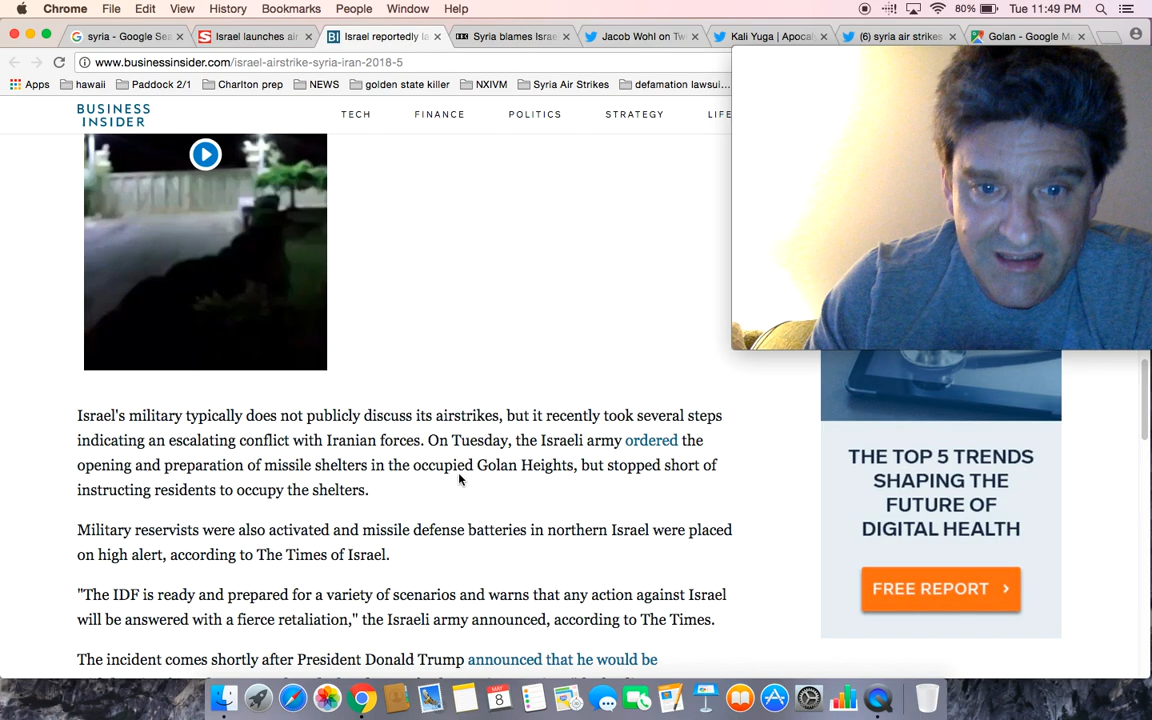 Chrome File Edit View History Bookmarks People Window Help 80% Tue 11:49 PM
syria - Google Sea
Israel launches air
BI Israel reportedly la
Syria blames Israe
Jacob Wohl on Tw
Kali Yuga | Apocal
(6) syria air strikes
Golan - Google Ma
www.businessinsider.com/israel-airstrike-syria-iran-2018-5
Apps hawaii Paddock 2/1 Charlton prep NEWS golden state killer NXIVM Syria Air Strikes defamation lawsui...
BUSINESS
INSIDER
TECH FINANCE POLITICS STRATEGY LIFE
Israel's military typically does not publicly discuss its airstrikes, but it recently took several steps
indicating an escalating conflict with Iranian forces. On Tuesday, the Israeli army ordered the
opening and preparation of missile shelters in the occupied Golan Heights, but stopped short of
instructing residents to occupy the shelters.
Military reservists were also activated and missile defense batteries in northern Israel were placed
on high alert, according to The Times of Israel.
"The IDF is ready and prepared for a variety of scenarios and warns that any action against Israel
will be answered with a fierce retaliation," the Israeli army announced, according to The Times.
The incident comes shortly after President Donald Trump announced that he would be
THE TOP 5 TRENDS
SHAPING THE
FUTURE OF
DIGITAL HEALTH
FREE REPORT
MAY
8